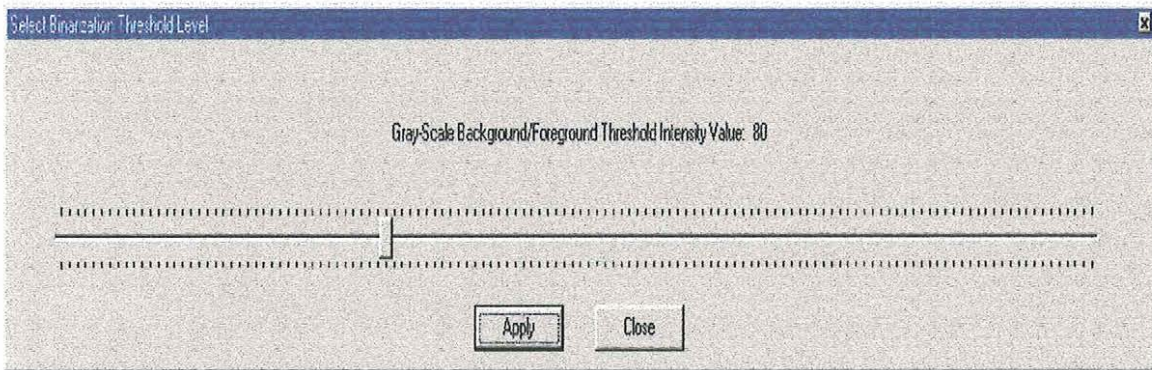 Select Binarization Threshold Level
Gray-Scale Background/Foreground Threshold Intensity Value: 80
Apply
Close